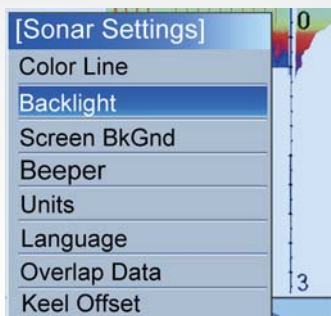 [Sonar Settings]
0
Color Line
Backlight
Screen BkGnd
Beeper
Units
Language
Overlap Data
3
Keel Offset